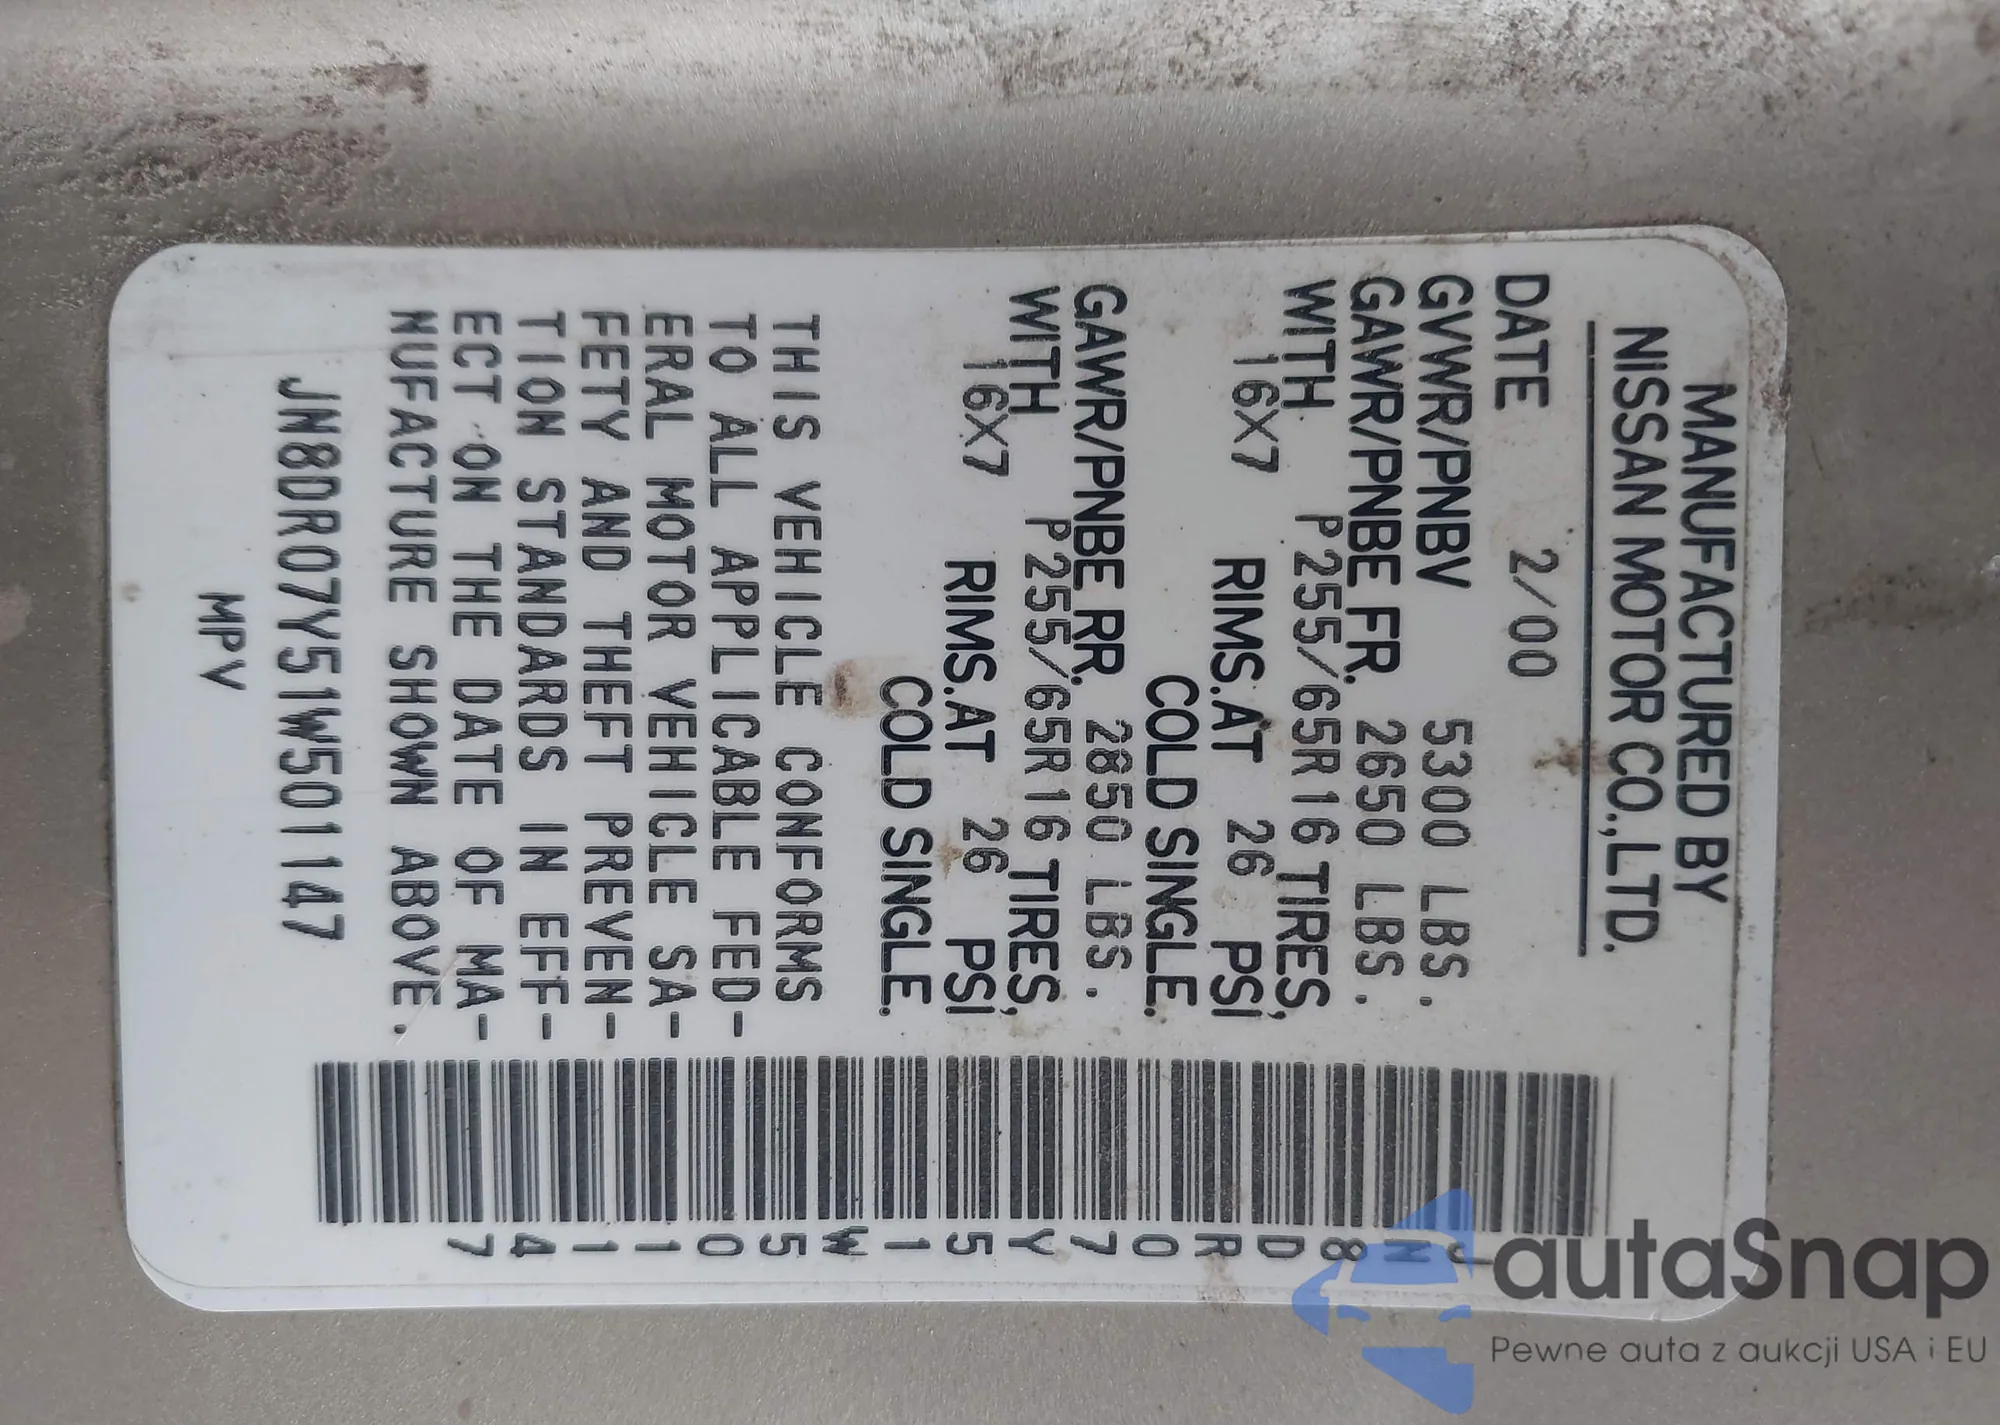 MANUFACTURED BY
NISSAN MOTOR CO.,LTD.
DATE 2/00
GVWR/PNBV 5300 LBS.
GAWR/PNBE FR. 2650 LBS.
WITH P255/65R16 TIRES,
16X7 RIMS.AT 26 PSI
COLD SINGLE.
GAWR/PNBE RR. 2850 LBS.
WITH P255/65R16 TIRES,
16X7 RIMS.AT 26 PSI
COLD SINGLE.
THIS VEHICLE CONFORMS
TO ALL APPLICABLE FED-
ERAL MOTOR VEHICLE SA-
FETY AND THEFT PREVEN-
TION STANDARDS IN EFF-
ECT ON THE DATE OF MA-
NUFACTURE SHOWN ABOVE.
JN8DR07Y51W501147
MPV
JN8DR07Y51W501147
autaSnap
Pewne auta z aukcji USA i EU